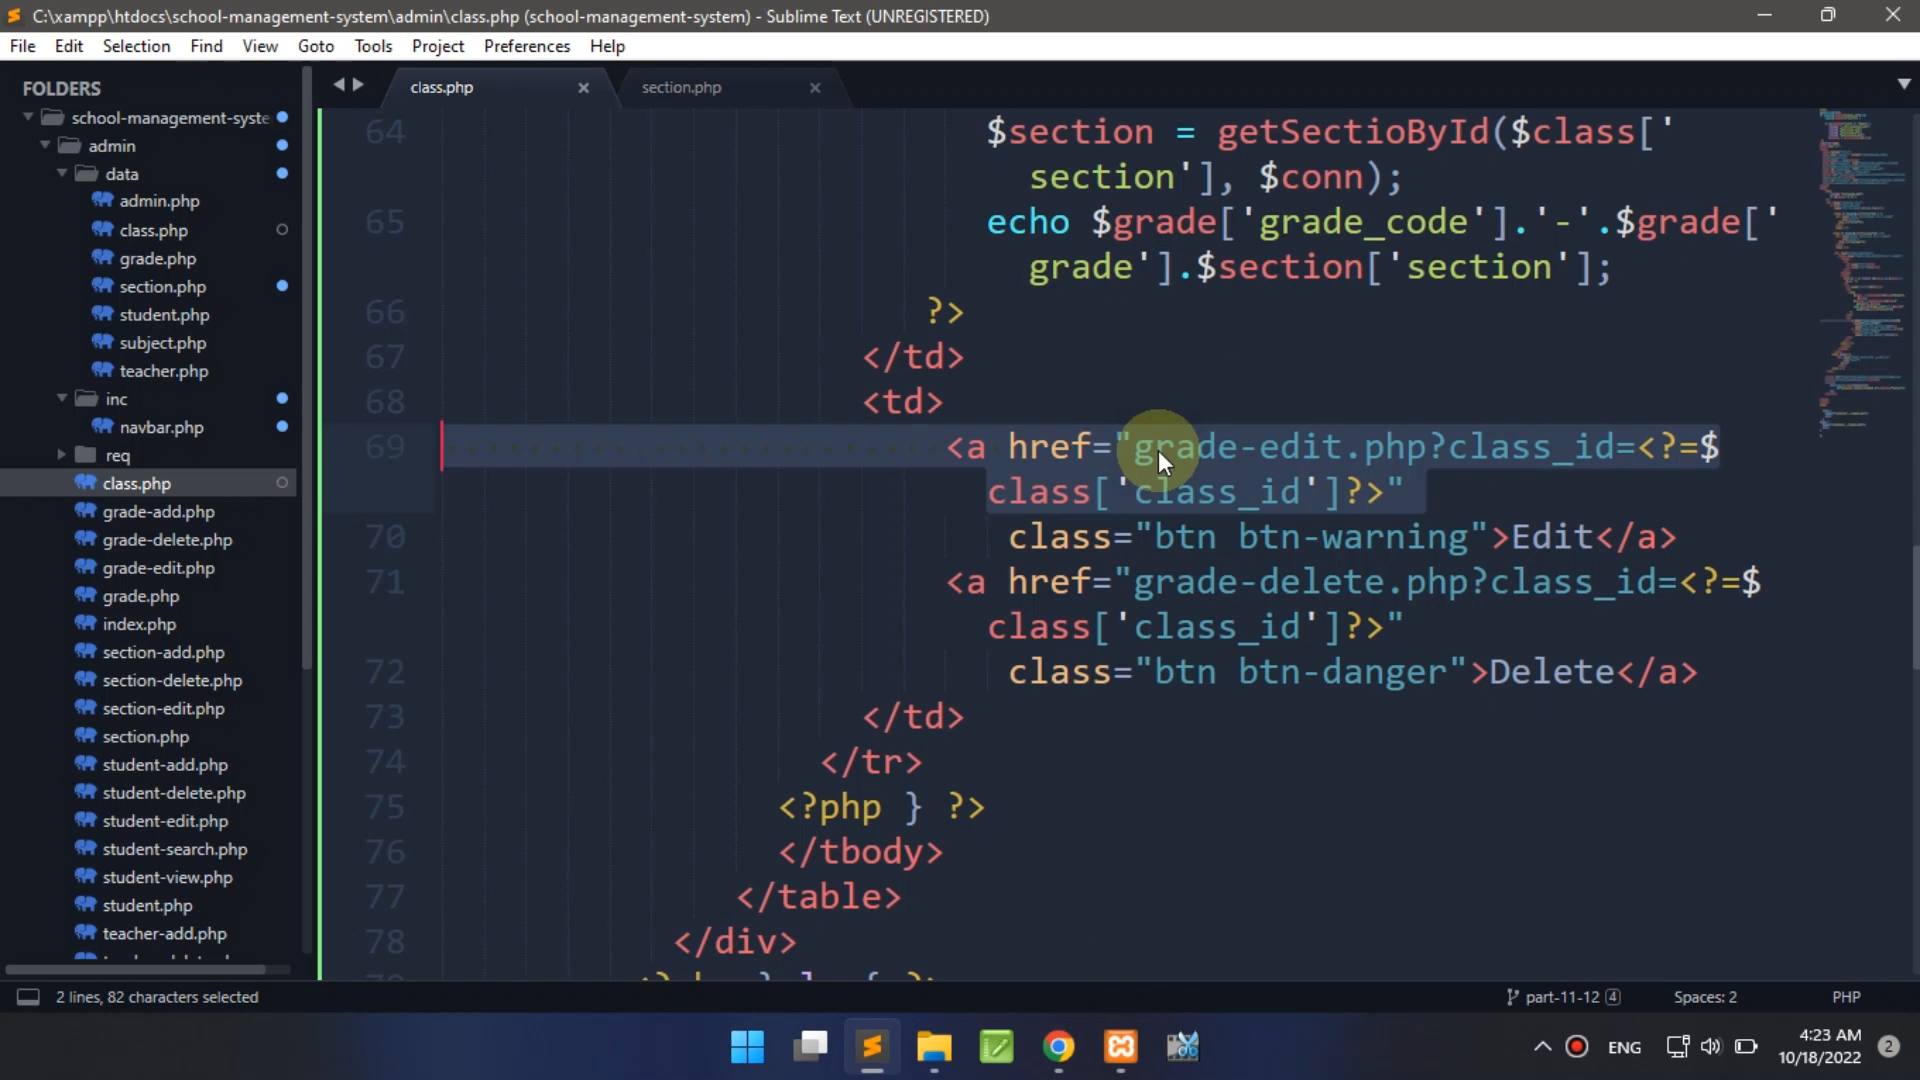 C:\xampp\htdocs\school-management-system\admin\class.php (school-management-system) - Sublime Text (UNREGISTERED)
File Edit Selection Find View Goto Tools Project Preferences Help
FOLDERS
school-management-syste
admin
data
admin.php
class.php
grade.php
section.php
student.php
subject.php
teacher.php
inc
navbar.php
req
class.php
grade-add.php
grade-delete.php
grade-edit.php
grade.php
index.php
section-add.php
section-delete.php
section-edit.php
section.php
student-add.php
student-delete.php
student-edit.php
student-search.php
student-view.php
student.php
teacher-add.php
class.php section.php
64 $section = getSectioById($class['
section'], $conn);
65 echo $grade['grade_code'].'-'.$grade['
grade'].$section['section'];
66 ?>
67 </td>
68 <td>
69 <a href="grade-edit.php?class_id=<?=$
class['class_id']?>"
70 class="btn btn-warning">Edit</a>
71 <a href="grade-delete.php?class_id=<?=$
class['class_id']?>"
72 class="btn btn-danger">Delete</a>
73 </td>
74 </tr>
75 <?php } ?>
76 </tbody>
77 </table>
78 </div>
2 lines, 82 characters selected
part-11-12 4 Spaces: 2 PHP
ENG
4:23 AM
10/18/2022
2